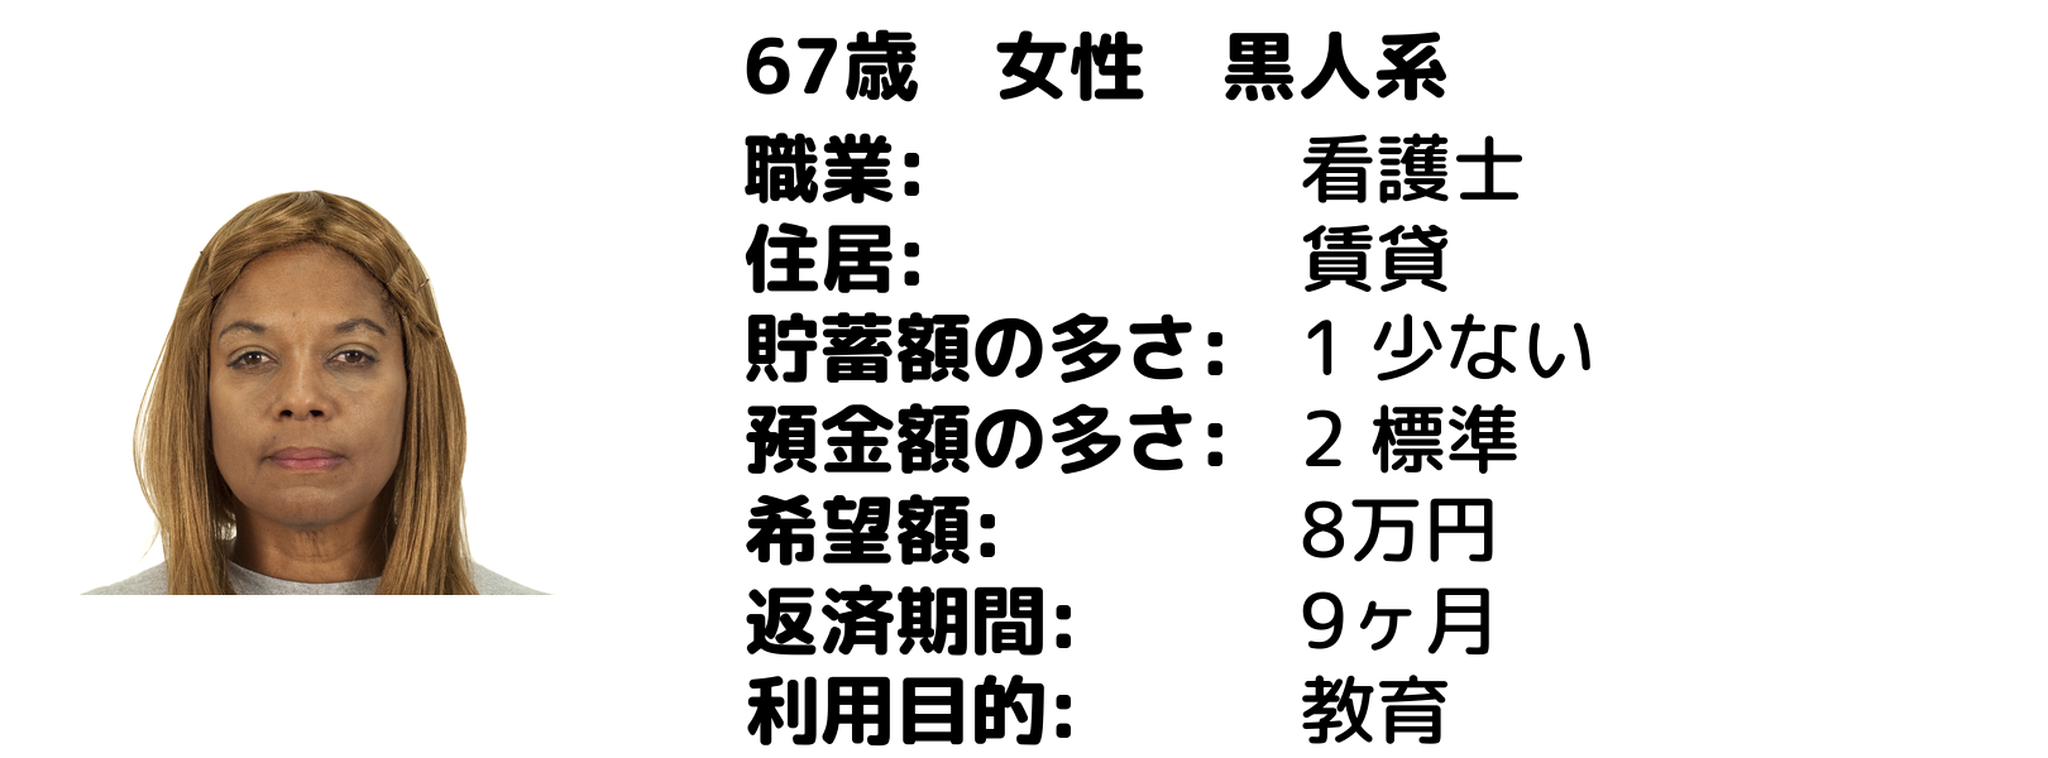 67歳　女性　黒人系
職業: 看護士
住居: 賃貸
貯蓄額の多さ: 1 少ない
預金額の多さ: 2 標準
希望額: 8万円
返済期間: 9ヶ月
利用目的: 教育